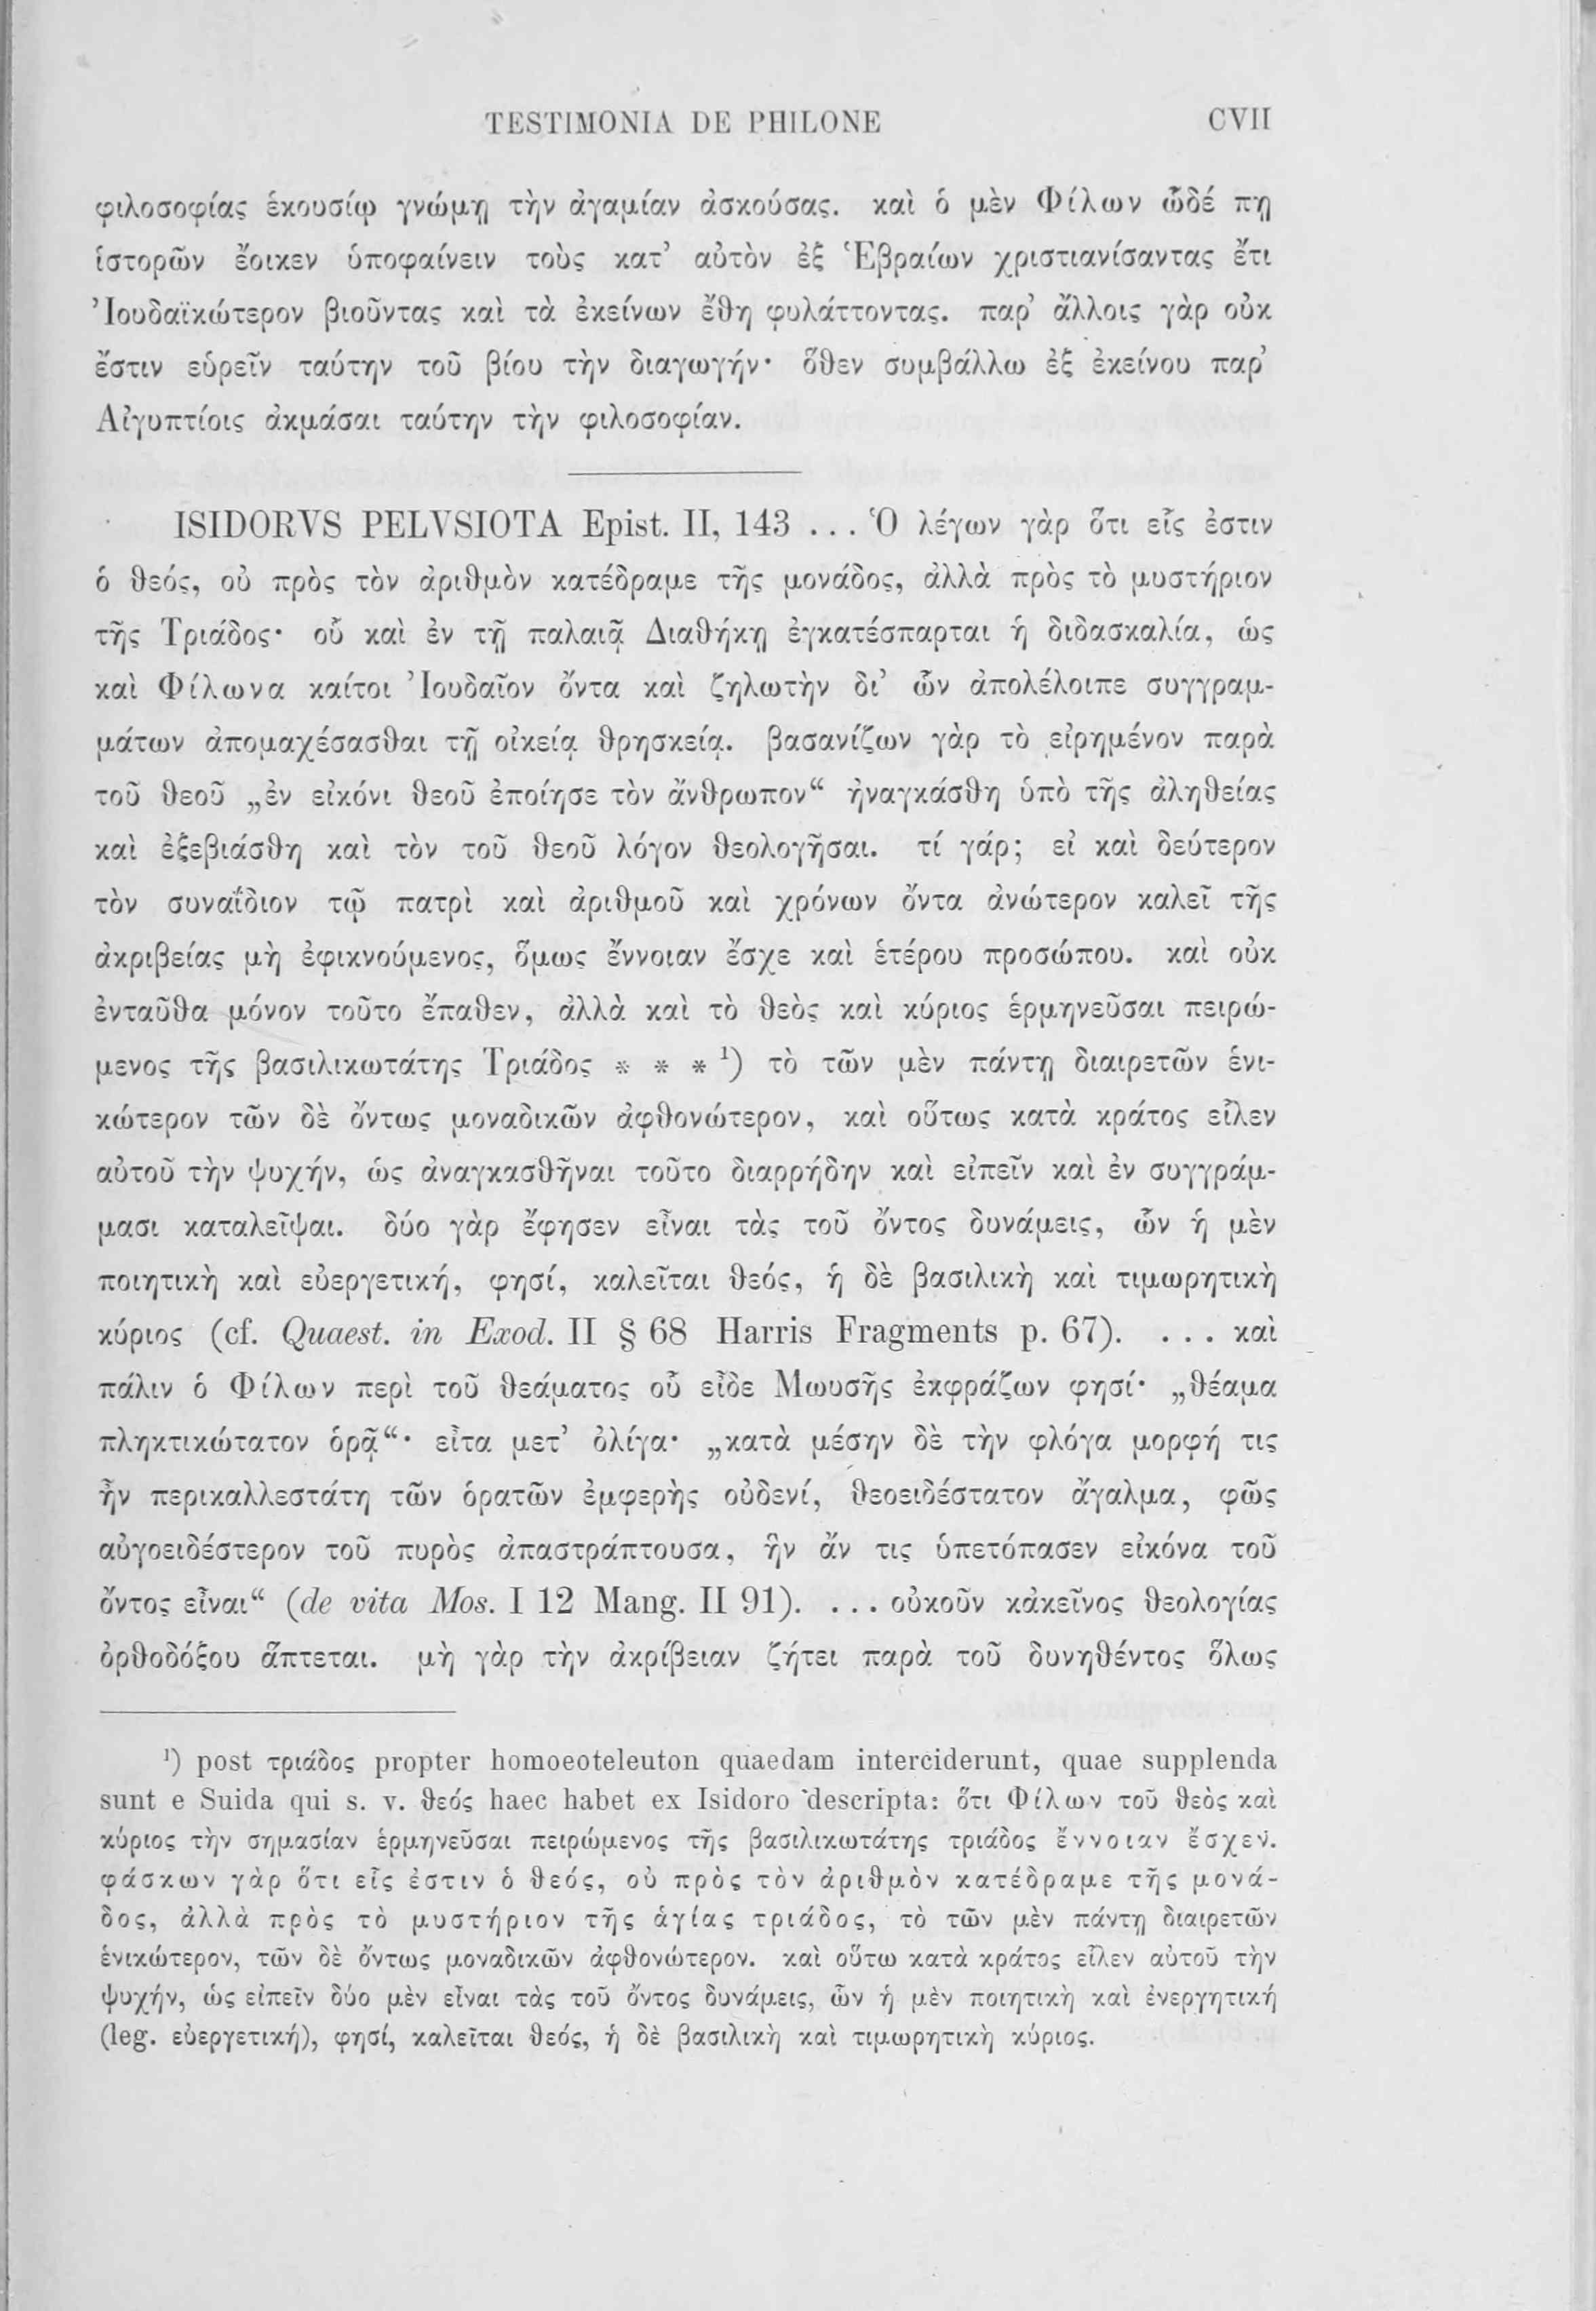 TESTIMONIA DE PHILONE CVII
φιλοσοφίας ἑκουσίῳ γνώμῃ τὴν ἀγαμίαν ἀσκούσας. καὶ ὁ μὲν Φίλων ὧδέ πῃ
ἱστορῶν ἔοικεν ὑποφαίνειν τοὺς κατ’ αὐτὸν ἐξ Ἑβραίων χριστιανίσαντας ἔτι
Ἰουδαϊκώτερον βιοῦντας καὶ τὰ ἐκείνων ἔθη φυλάττοντας. παρ’ ἄλλοις γὰρ οὐκ
ἔστιν εὑρεῖν ταύτην τοῦ βίου τὴν διαγωγήν· ὅθεν συμβάλλω ἐξ ἐκείνου παρ’
Αἰγυπτίοις ἀκμάσαι ταύτην τὴν φιλοσοφίαν.
ISIDORVS PELVSIOTA Epist. II, 143 ... Ὁ λέγων γὰρ ὅτι εἷς ἐστιν
ὁ θεός, οὐ πρὸς τὸν ἀριθμὸν κατέδραμε τῆς μονάδος, ἀλλὰ πρὸς τὸ μυστήριον
τῆς Τριάδος· οὗ καὶ ἐν τῇ παλαιᾷ Διαθήκῃ ἐγκατέσπαρται ἡ διδασκαλία, ὡς
καὶ Φίλωνα καίτοι Ἰουδαῖον ὄντα καὶ ζηλωτὴν δι’ ὧν ἀπολέλοιπε συγγραμ-
μάτων ἀπομαχέσασθαι τῇ οἰκείᾳ θρησκείᾳ. βασανίζων γὰρ τὸ εἰρημένον παρὰ
τοῦ θεοῦ „ἐν εἰκόνι θεοῦ ἐποίησε τὸν ἄνθρωπον“ ἠναγκάσθη ὑπὸ τῆς ἀληθείας
καὶ ἐξεβιάσθη καὶ τὸν τοῦ θεοῦ λόγον θεολογῆσαι. τί γάρ; εἰ καὶ δεύτερον
τὸν συναΐδιον τῷ πατρὶ καὶ ἀριθμοῦ καὶ χρόνων ὄντα ἀνώτερον καλεῖ τῆς
ἀκριβείας μὴ ἐφικνούμενος, ὅμως ἔννοιαν ἔσχε καὶ ἑτέρου προσώπου. καὶ οὐκ
ἐνταῦθα μόνον τοῦτο ἔπαθεν, ἀλλὰ καὶ τὸ θεὸς καὶ κύριος ἑρμηνεῦσαι πειρώ-
μενος τῆς βασιλικωτάτης Τριάδος * * * ¹) τὸ τῶν μὲν πάντῃ διαιρετῶν ἑνι-
κώτερον τῶν δὲ ὄντως μοναδικῶν ἀφθονώτερον, καὶ οὕτως κατὰ κράτος εἷλεν
αὐτοῦ τὴν ψυχήν, ὡς ἀναγκασθῆναι τοῦτο διαρρήδην καὶ εἰπεῖν καὶ ἐν συγγράμ-
μασι καταλεῖψαι. δύο γὰρ ἔφησεν εἶναι τὰς τοῦ ὄντος δυνάμεις, ὧν ἡ μὲν
ποιητικὴ καὶ εὐεργετική, φησί, καλεῖται θεός, ἡ δὲ βασιλικὴ καὶ τιμωρητικὴ
κύριος (cf. Quaest. in Exod. II § 68 Harris Fragments p. 67). ... καὶ
πάλιν ὁ Φίλων περὶ τοῦ θεάματος οὗ εἶδε Μωυσῆς ἐκφράζων φησί· „θέαμα
πληκτικώτατον ὁρᾷ“· εἶτα μετ’ ὀλίγα· „κατὰ μέσην δὲ τὴν φλόγα μορφή τις
ἦν περικαλλεστάτη τῶν ὁρατῶν ἐμφερὴς οὐδενί, θεοειδέστατον ἄγαλμα, φῶς
αὐγοειδέστερον τοῦ πυρὸς ἀπαστράπτουσα, ἣν ἄν τις ὑπετόπασεν εἰκόνα τοῦ
ὄντος εἶναι“ (de vita Mos. I 12 Mang. II 91). ... οὐκοῦν κἀκεῖνος θεολογίας
ὀρθοδόξου ἅπτεται. μὴ γὰρ τὴν ἀκρίβειαν ζήτει παρὰ τοῦ δυνηθέντος ὅλως
¹) post τριάδος propter homoeoteleuton quaedam interciderunt, quae supplenda
sunt e Suida qui s. v. θεός haec habet ex Isidoro descripta: ὅτι Φίλων τοῦ θεὸς καὶ
κύριος τὴν σημασίαν ἑρμηνεῦσαι πειρώμενος τῆς βασιλικωτάτης τριάδος ἔννοιαν ἔσχεν.
φάσκων γὰρ ὅτι εἷς ἐστιν ὁ θεός, οὐ πρὸς τὸν ἀριθμὸν κατέδραμε τῆς μονά-
δος, ἀλλὰ πρὸς τὸ μυστήριον τῆς ἁγίας τριάδος, τὸ τῶν μὲν πάντῃ διαιρετῶν
ἑνικώτερον, τῶν δὲ ὄντως μοναδικῶν ἀφθονώτερον. καὶ οὕτω κατὰ κράτος εἷλεν αὐτοῦ τὴν
ψυχήν, ὡς εἰπεῖν δύο μὲν εἶναι τὰς τοῦ ὄντος δυνάμεις, ὧν ἡ μὲν ποιητικὴ καὶ ἐνεργητική
(leg. εὐεργετική), φησί, καλεῖται θεός, ἡ δὲ βασιλικὴ καὶ τιμωρητικὴ κύριος.